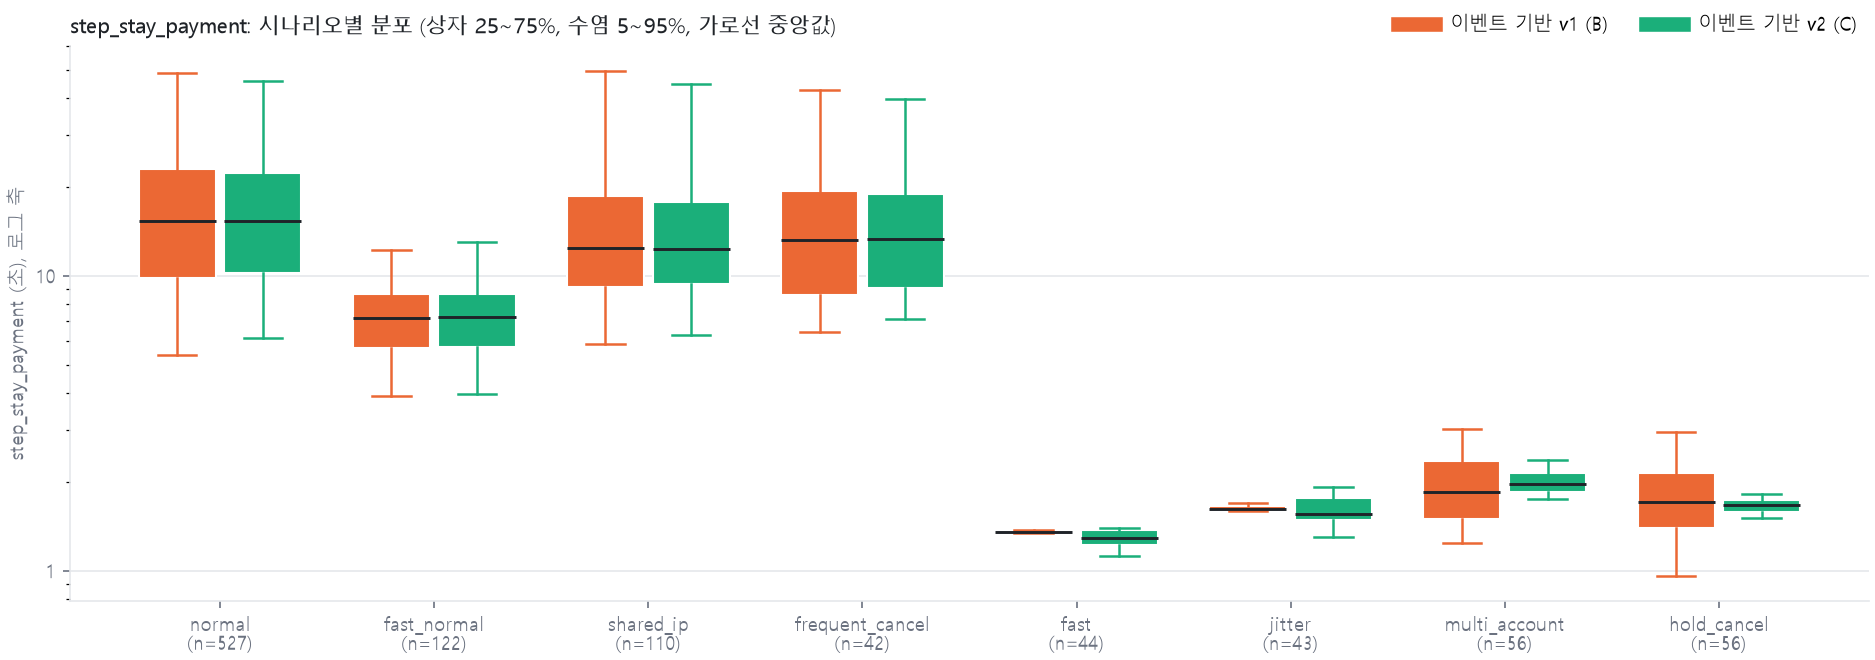 step_stay_payment: 시나리오별 분포 (상자 25~75%, 수염 5~95%, 가로선 중앙값)
이벤트 기반 v1 (B)
이벤트 기반 v2 (C)
step_stay_payment (초), 로그 축
10
1
normal
(n=527)
fast_normal
(n=122)
shared_ip
(n=110)
frequent_cancel
(n=42)
fast
(n=44)
jitter
(n=43)
multi_account
(n=56)
hold_cancel
(n=56)